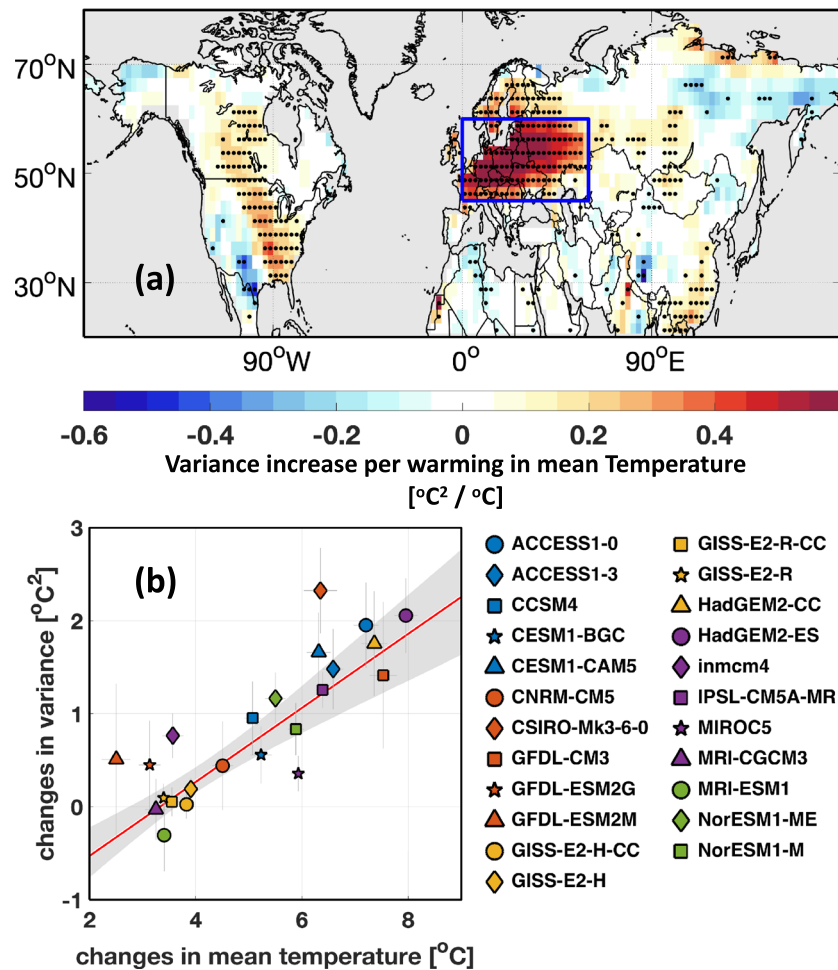 70°N
50°N
30°N
(a)
90°W
0°
90°E
-0.6
-0.4
-0.2
0
0.2
0.4
Variance increase per warming in mean Temperature
[°C² / °C]
(b)
changes in variance [°C²]
3
2
1
0
-1
2
4
6
8
changes in mean temperature [°C]
ACCESS1-0
ACCESS1-3
CCSM4
CESM1-BGC
CESM1-CAM5
CNRM-CM5
CSIRO-Mk3-6-0
GFDL-CM3
GFDL-ESM2G
GFDL-ESM2M
GISS-E2-H-CC
GISS-E2-H
GISS-E2-R-CC
GISS-E2-R
HadGEM2-CC
HadGEM2-ES
inmcm4
IPSL-CM5A-MR
MIROC5
MRI-CGCM3
MRI-ESM1
NorESM1-ME
NorESM1-M